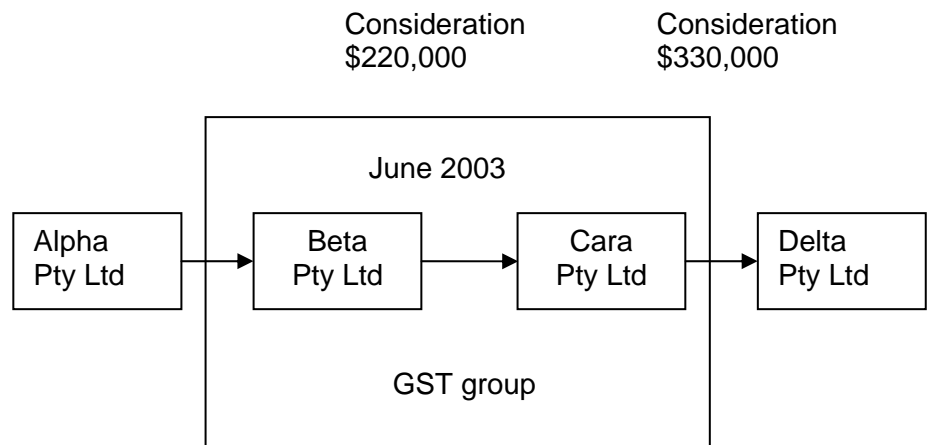 Consideration
$220,000
Consideration
$330,000
June 2003
Alpha
Pty Ltd
Beta
Pty Ltd
Cara
Pty Ltd
Delta
Pty Ltd
GST group